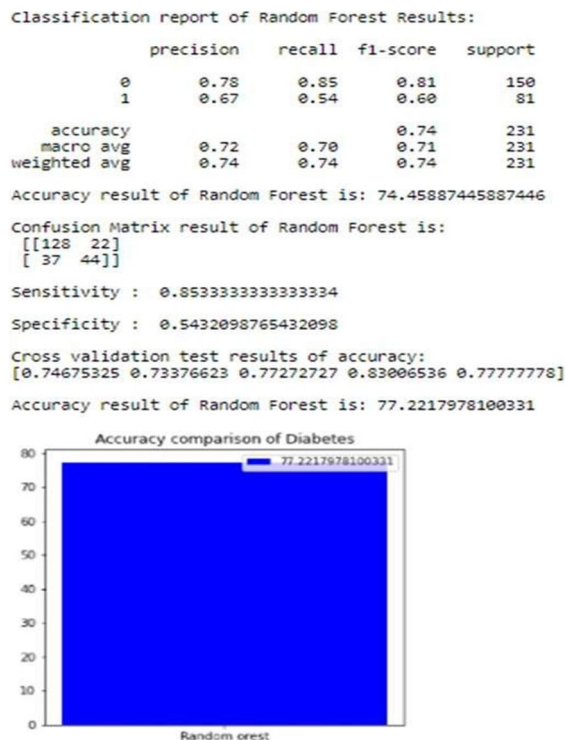 Classification report of Random Forest Results:
precision recall f1-score support
0 0.78 0.85 0.81 150
1 0.67 0.54 0.60 81
accuracy 0.74 231
macro avg 0.72 0.70 0.71 231
weighted avg 0.74 0.74 0.74 231
Accuracy result of Random Forest is: 74.45887445887446
Confusion Matrix result of Random Forest is:
[[128 22]
[ 37 44]]
Sensitivity : 0.8533333333333334
Specificity : 0.5432098765432098
Cross validation test results of accuracy:
[0.74675325 0.73376623 0.77272727 0.83006536 0.77777778]
Accuracy result of Random Forest is: 77.2217978100331
Accuracy comparison of Diabetes
77.2217978100331
80
70
60
50
40
30
20
10
0
Random orest